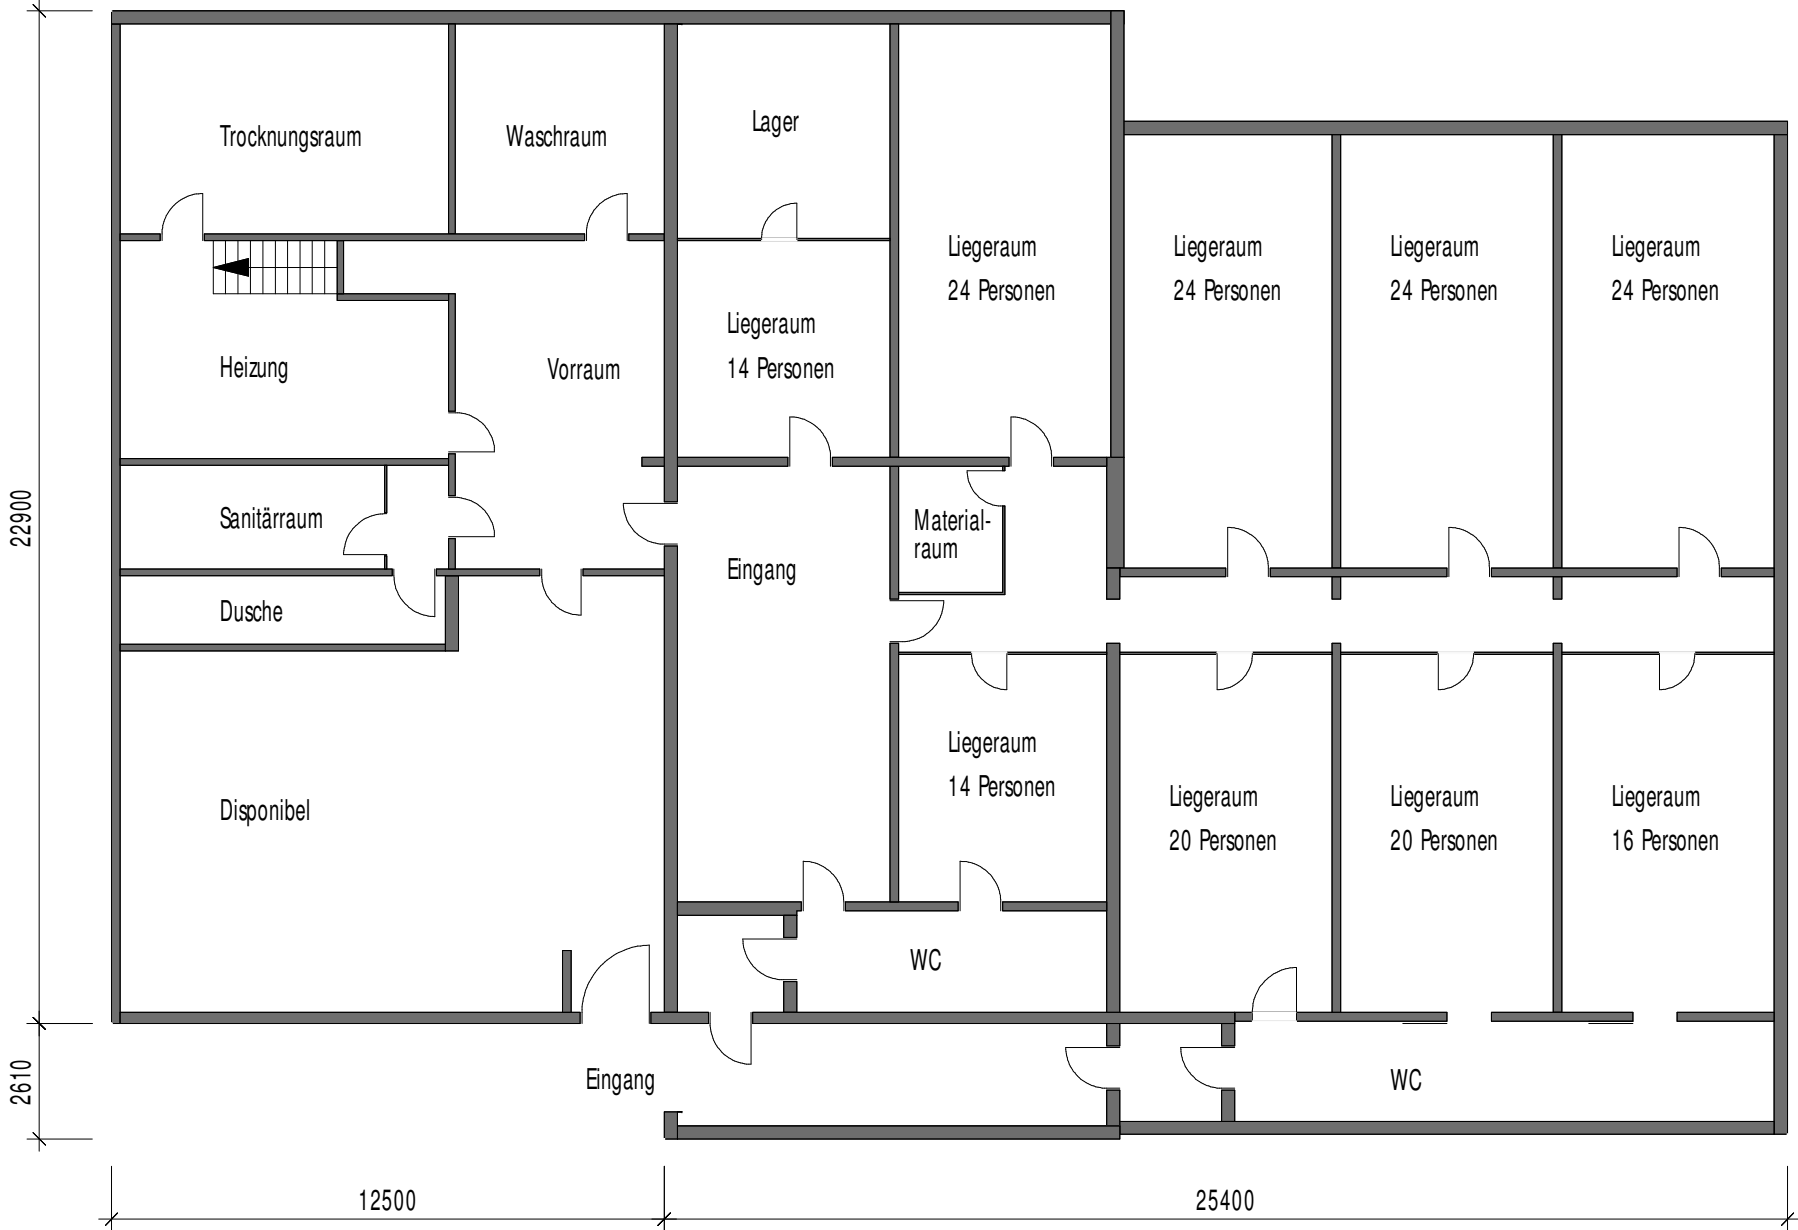 Trocknungsraum
Waschraum
Lager
Liegeraum
24 Personen
Liegeraum
24 Personen
Liegeraum
24 Personen
Liegeraum
24 Personen
Liegeraum
14 Personen
Heizung
Vorraum
Sanitärraum
Material-
raum
Eingang
Dusche
22900
Liegeraum
14 Personen
Disponibel
Liegeraum
20 Personen
Liegeraum
20 Personen
Liegeraum
16 Personen
WC
Eingang
WC
2610
12500
25400